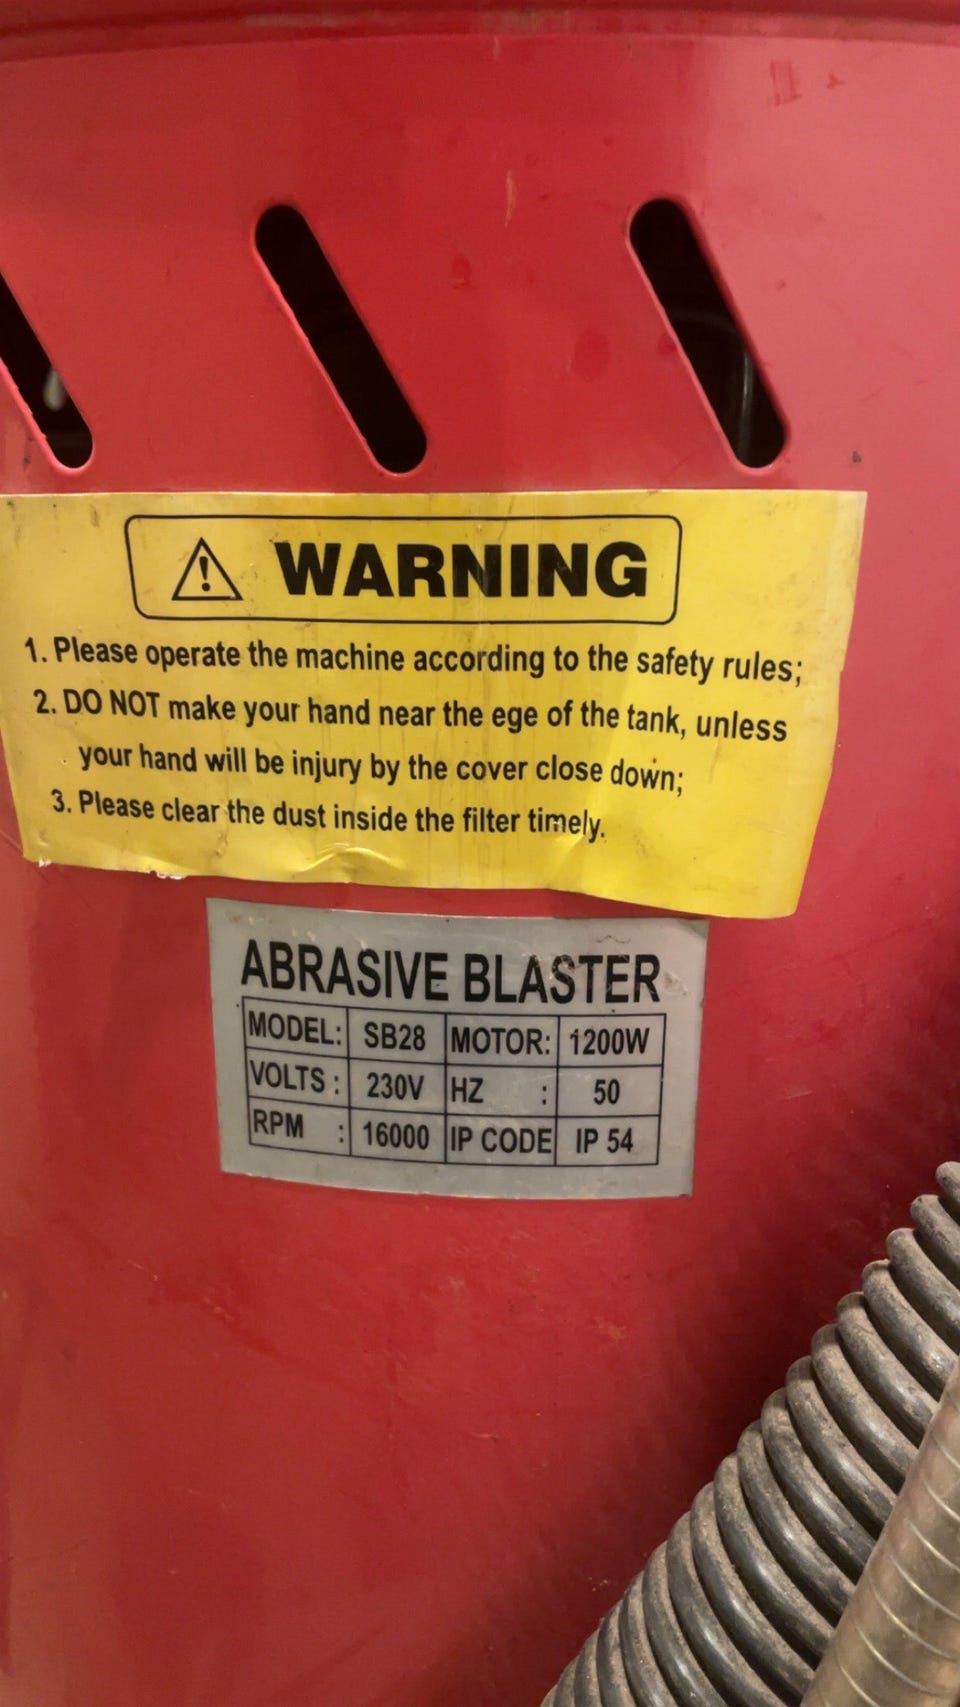 WARNING
1. Please operate the machine according to the safety rules;
2. DO NOT make your hand near the ege of the tank, unless
your hand will be injury by the cover close down;
3. Please clear the dust inside the filter timely.
ABRASIVE BLASTER
MODEL: SB28 MOTOR: 1200W
VOLTS : 230V HZ : 50
RPM : 16000 IP CODE IP 54